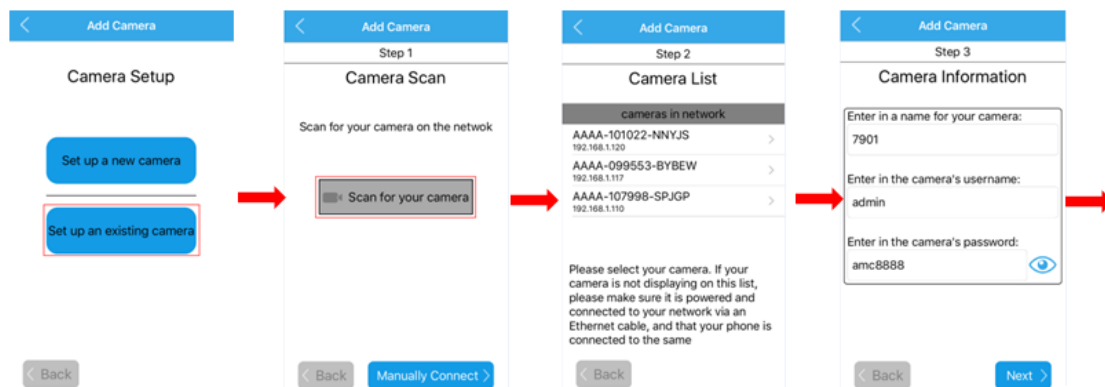 Add Camera
Camera Setup
Set up a new camera
Set up an existing camera
Back
Add Camera
Step 1
Camera Scan
Scan for your camera on the netwok
Scan for your camera
Back
Manually Connect
Add Camera
Step 2
Camera List
cameras in network
AAAA-101022-NNYJS
192.168.1.120
AAAA-099553-BYBEW
192.168.1.117
AAAA-107998-SPJGP
192.168.1.110
Please select your camera. If your
camera is not displaying on this list,
please make sure it is powered and
connected to your network via an
Ethernet cable, and that your phone is
connected to the same
Back
Add Camera
Step 3
Camera Information
Enter in a name for your camera:
7901
Enter in the camera's username:
admin
Enter in the camera's password:
amc8888
Back
Next